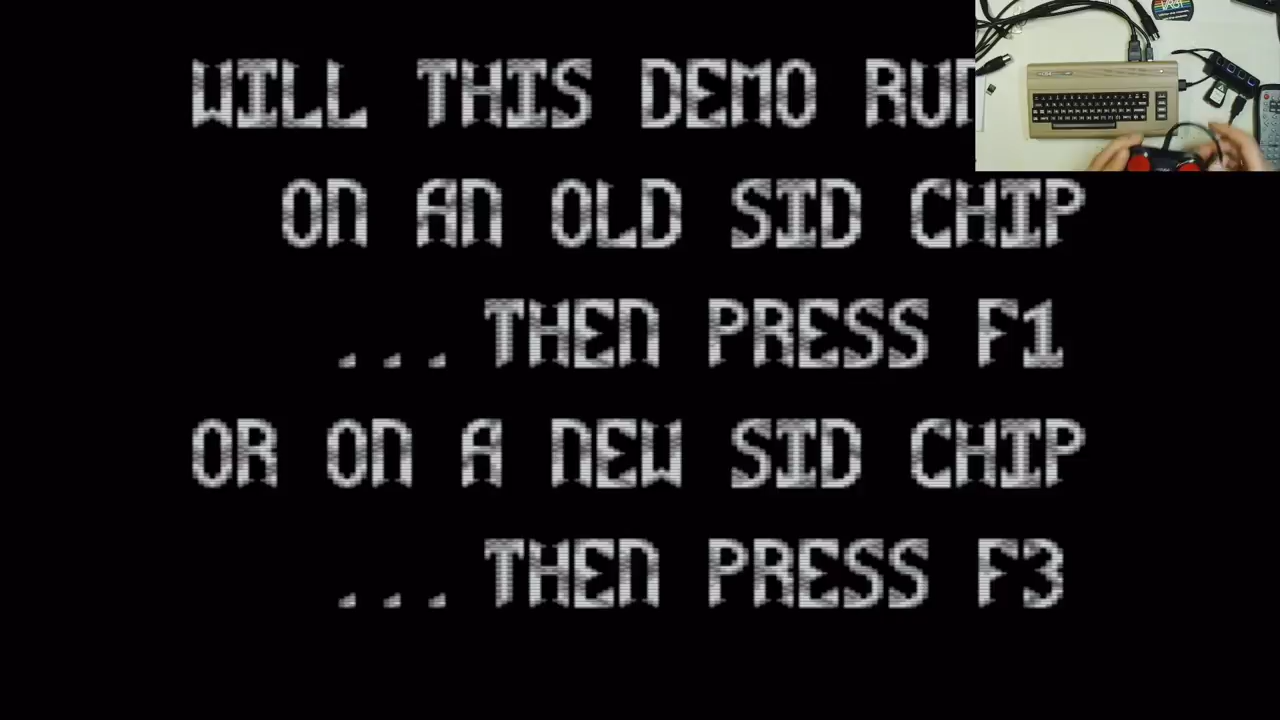 WILL THIS DEMO RUN
ON AN OLD SID CHIP
...THEN PRESS F1
OR ON A NEW SID CHIP
...THEN PRESS F3